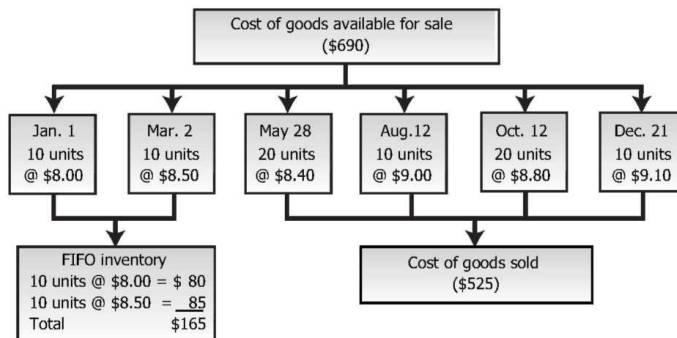 Cost of goods available for sale
($690)
Jan. 1
10 units
@ $8.00
Mar. 2
10 units
@ $8.50
May 28
20 units
@ $8.40
Aug.12
10 units
@ $9.00
Oct. 12
20 units
@ $8.80
Dec. 21
10 units
@ $9.10
FIFO inventory
10 units @ $8.00 = $ 80
10 units @ $8.50 = 85
Total $165
Cost of goods sold
($525)